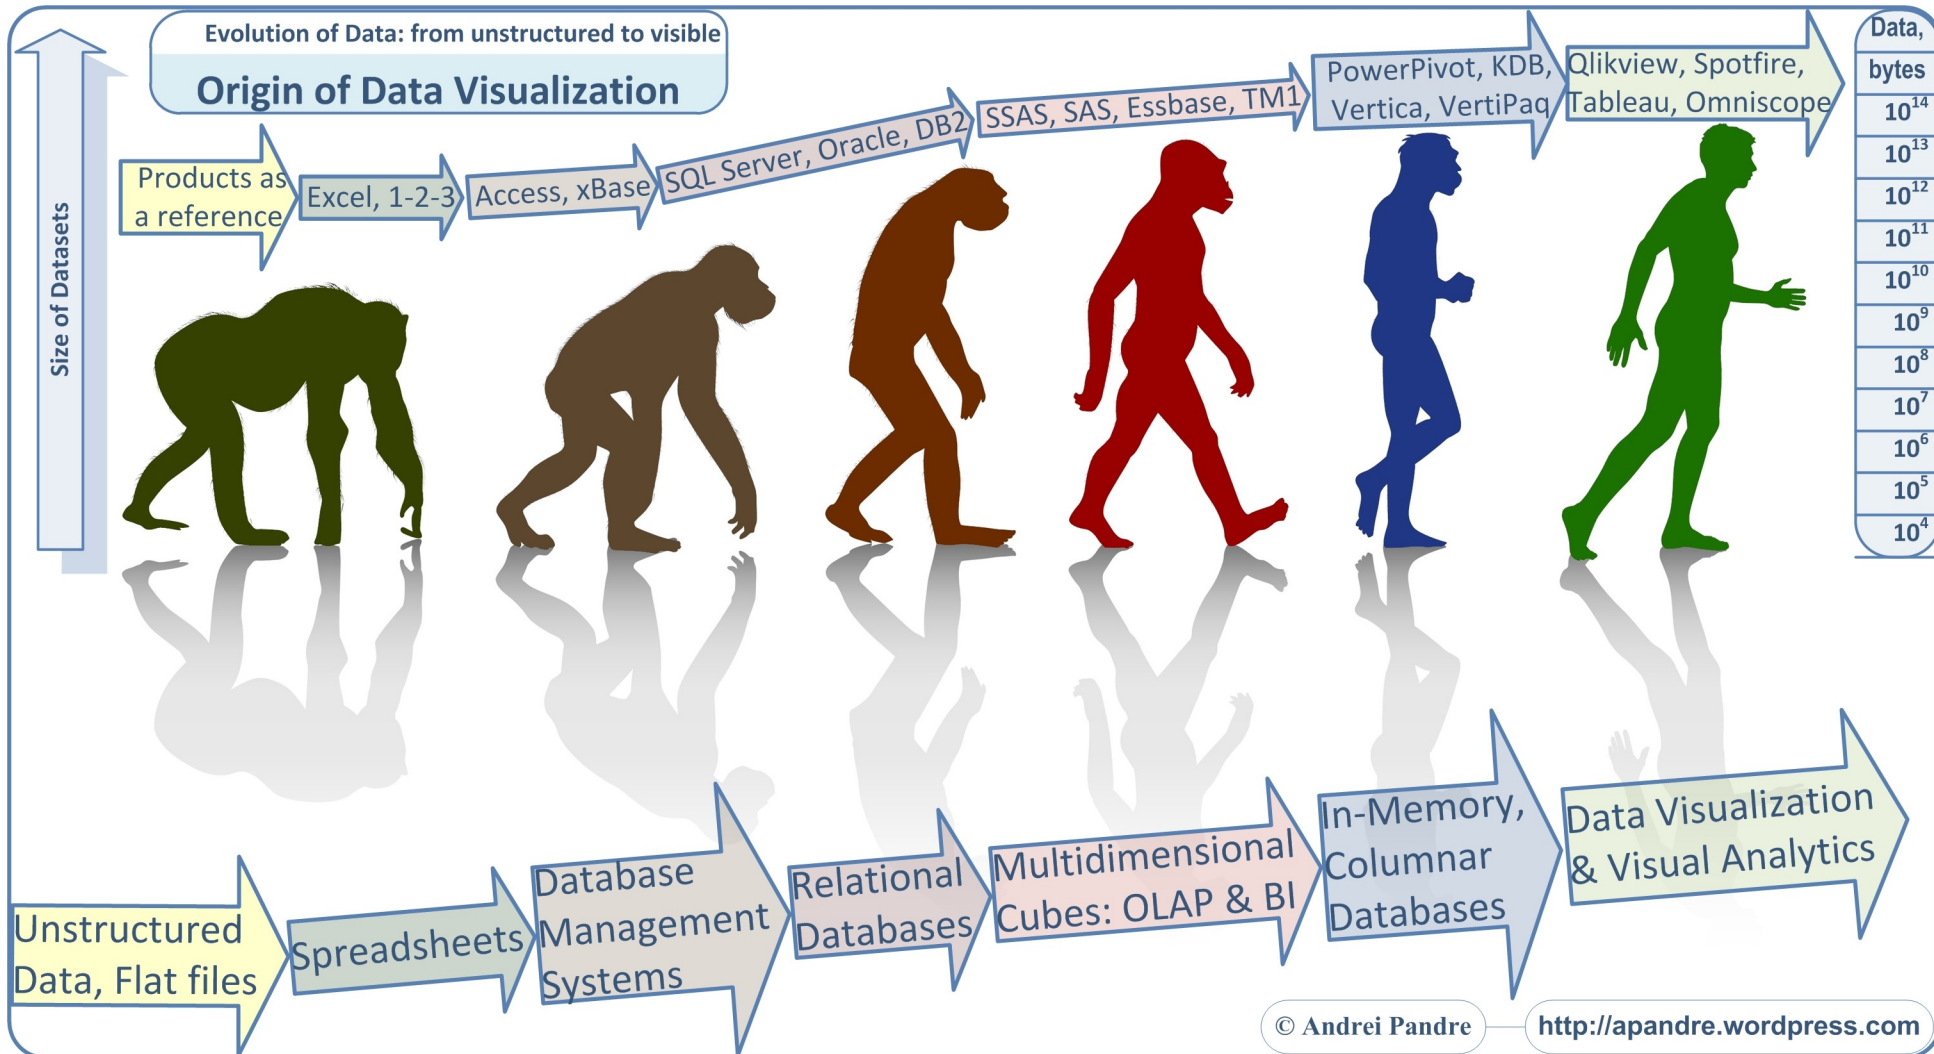 Evolution of Data: from unstructured to visible
Origin of Data Visualization
Size of Datasets
Products as
a reference
Excel, 1-2-3
Access, xBase
SQL Server, Oracle, DB2
SSAS, SAS, Essbase, TM1
PowerPivot, KDB,
Vertica, VertiPaq
Qlikview, Spotfire,
Tableau, Omniscope
Data,
bytes
10¹⁴
10¹³
10¹²
10¹¹
10¹⁰
10⁹
10⁸
10⁷
10⁶
10⁵
10⁴
Unstructured
Data, Flat files
Spreadsheets
Database
Management
Systems
Relational
Databases
Multidimensional
Cubes: OLAP & BI
In-Memory,
Columnar
Databases
Data Visualization
& Visual Analytics
© Andrei Pandre
http://apandre.wordpress.com